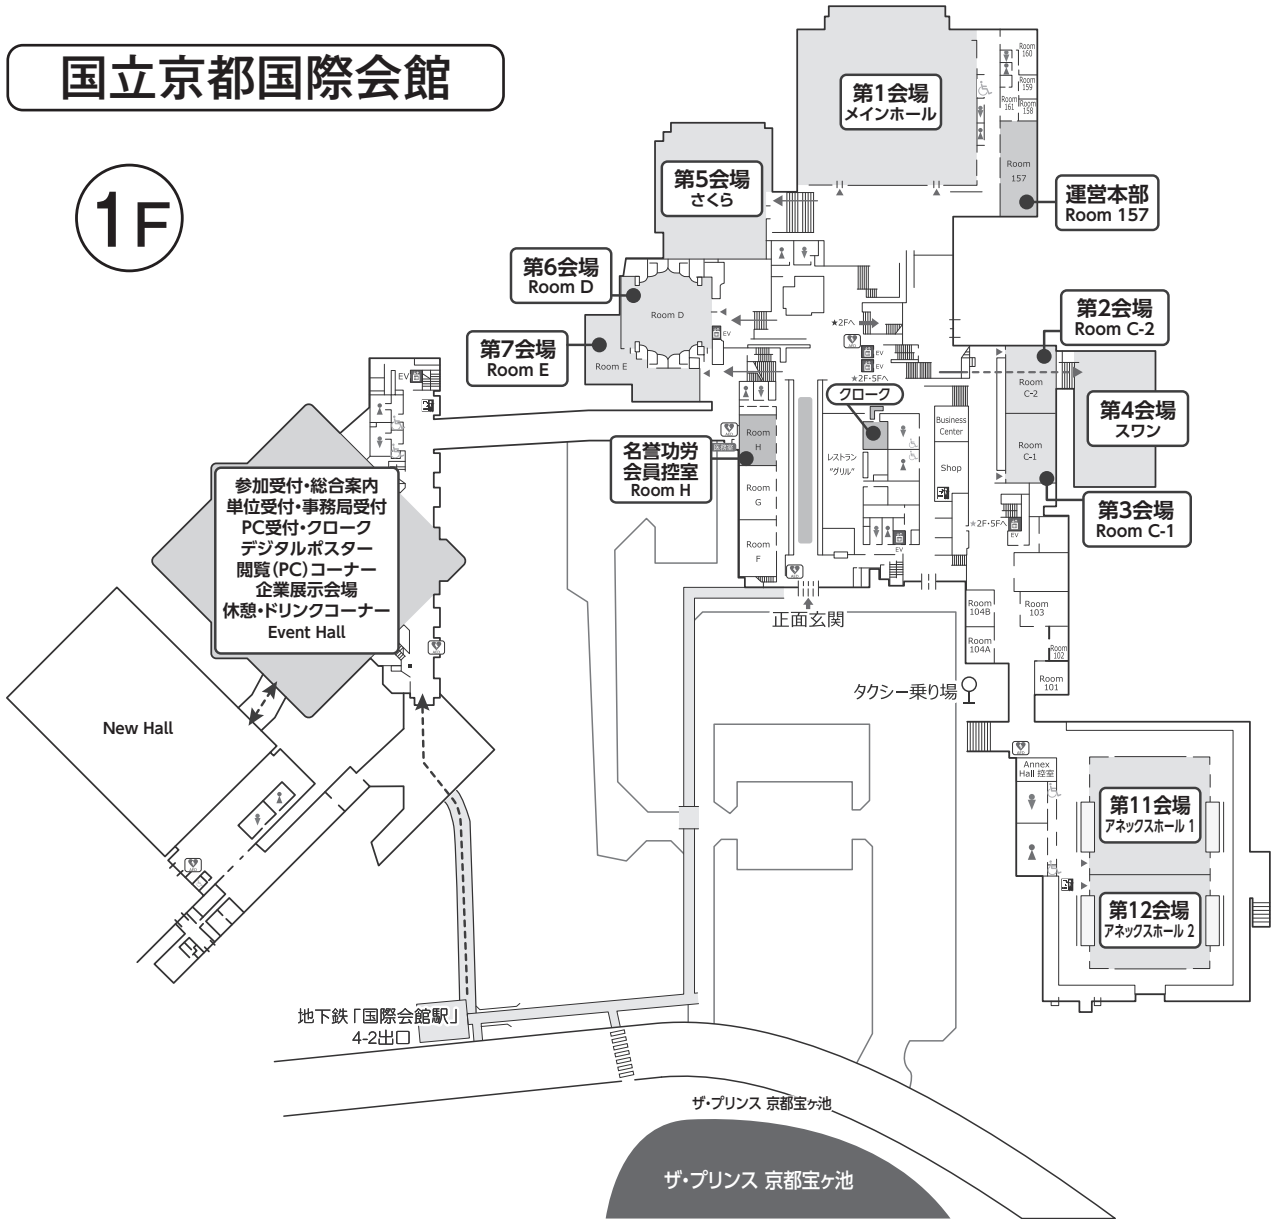 国立京都国際会館
1F
第1会場
メインホール
Room
160
Room
159
Room
161
Room
158
Room
157
運営本部
Room 157
第5会場
さくら
第6会場
Room D
Room D
第7会場
Room E
Room E
第2会場
Room C-2
Room
C-2
第4会場
スワン
Room
C-1
第3会場
Room C-1
★2Fへ
EV
EV
EV
★2F・5Fへ
クローク
Business
Center
Shop
レストラン
"グリル"
EV
★2F・5Fへ
EV
名誉功労
会員控室
Room H
Room
H
Room
G
Room
F
EV
参加受付・総合案内
単位受付・事務局受付
PC受付・クローク
デジタルポスター
閲覧(PC)コーナー
企業展示会場
休憩・ドリンクコーナー
Event Hall
New Hall
正面玄関
Room
104B
Room
103
Room
104A
Room
102
Room
101
タクシー乗り場
Annex
Hall 控室
第11会場
アネックスホール 1
第12会場
アネックスホール 2
地下鉄「国際会館駅」
4-2出口
ザ・プリンス 京都宝ヶ池
ザ・プリンス 京都宝ヶ池